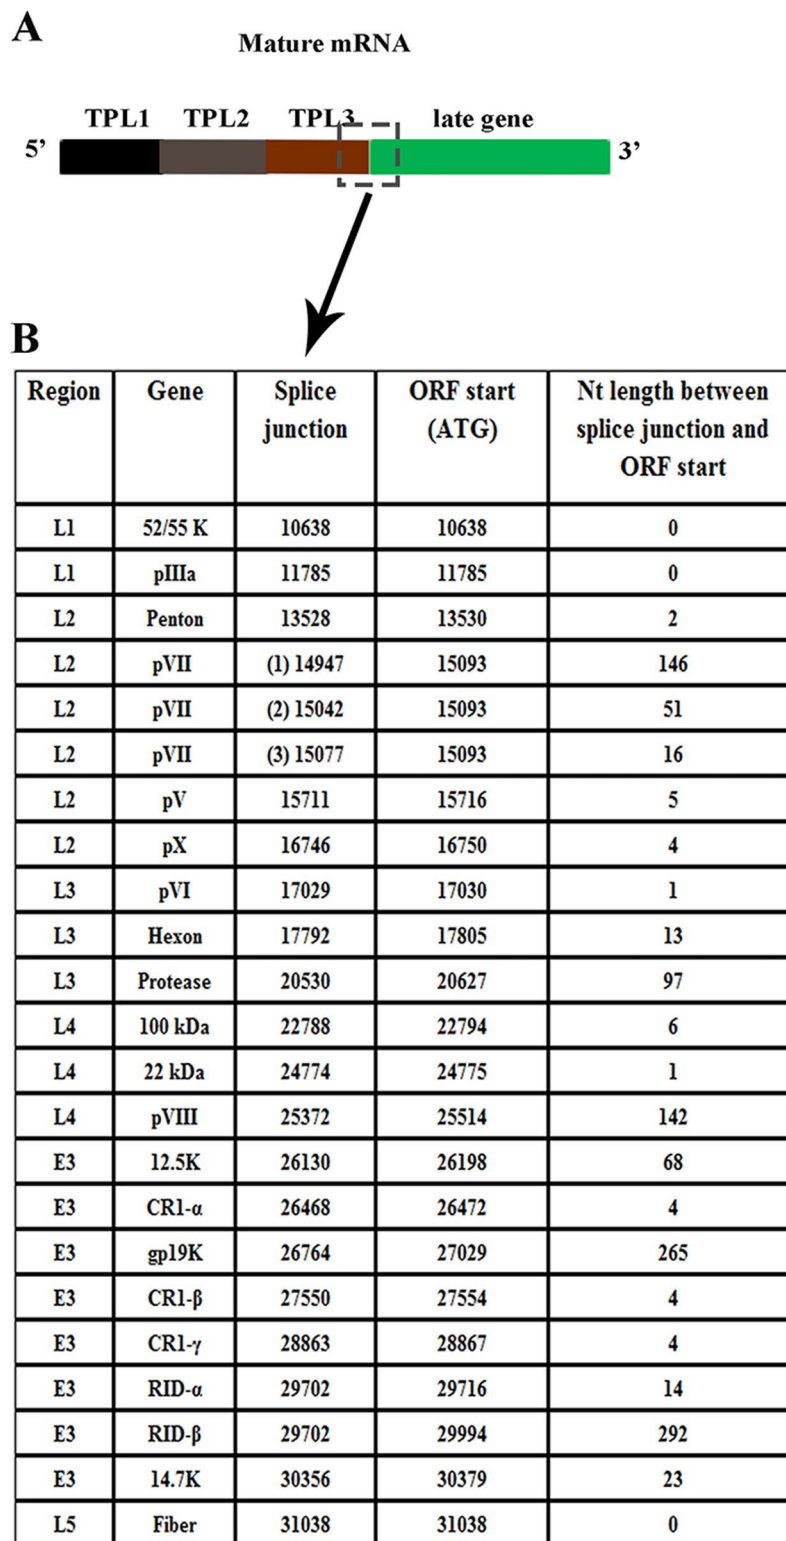 A
Mature mRNA
TPL1 TPL2 TPL3 late gene
5’ 3’
B
Region Gene Splice junction ORF start (ATG) Nt length between splice junction and ORF start
L1 52/55 K 10638 10638 0
L1 pIIIa 11785 11785 0
L2 Penton 13528 13530 2
L2 pVII (1) 14947 15093 146
L2 pVII (2) 15042 15093 51
L2 pVII (3) 15077 15093 16
L2 pV 15711 15716 5
L2 pX 16746 16750 4
L3 pVI 17029 17030 1
L3 Hexon 17792 17805 13
L3 Protease 20530 20627 97
L4 100 kDa 22788 22794 6
L4 22 kDa 24774 24775 1
L4 pVIII 25372 25514 142
E3 12.5K 26130 26198 68
E3 CR1-α 26468 26472 4
E3 gp19K 26764 27029 265
E3 CR1-β 27550 27554 4
E3 CR1-γ 28863 28867 4
E3 RID-α 29702 29716 14
E3 RID-β 29702 29994 292
E3 14.7K 30356 30379 23
L5 Fiber 31038 31038 0